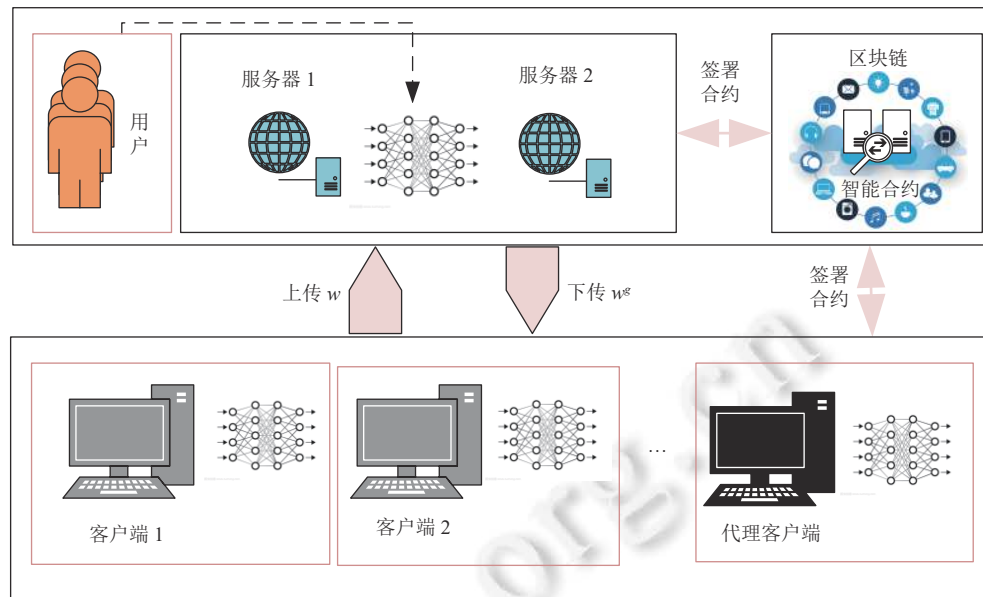 服务器 1
服务器 2
签署
合约
区块链
用
户
智能合约
上传 w
下传 wᵍ
签署
合约
客户端 1
客户端 2
…
代理客户端
org.cn